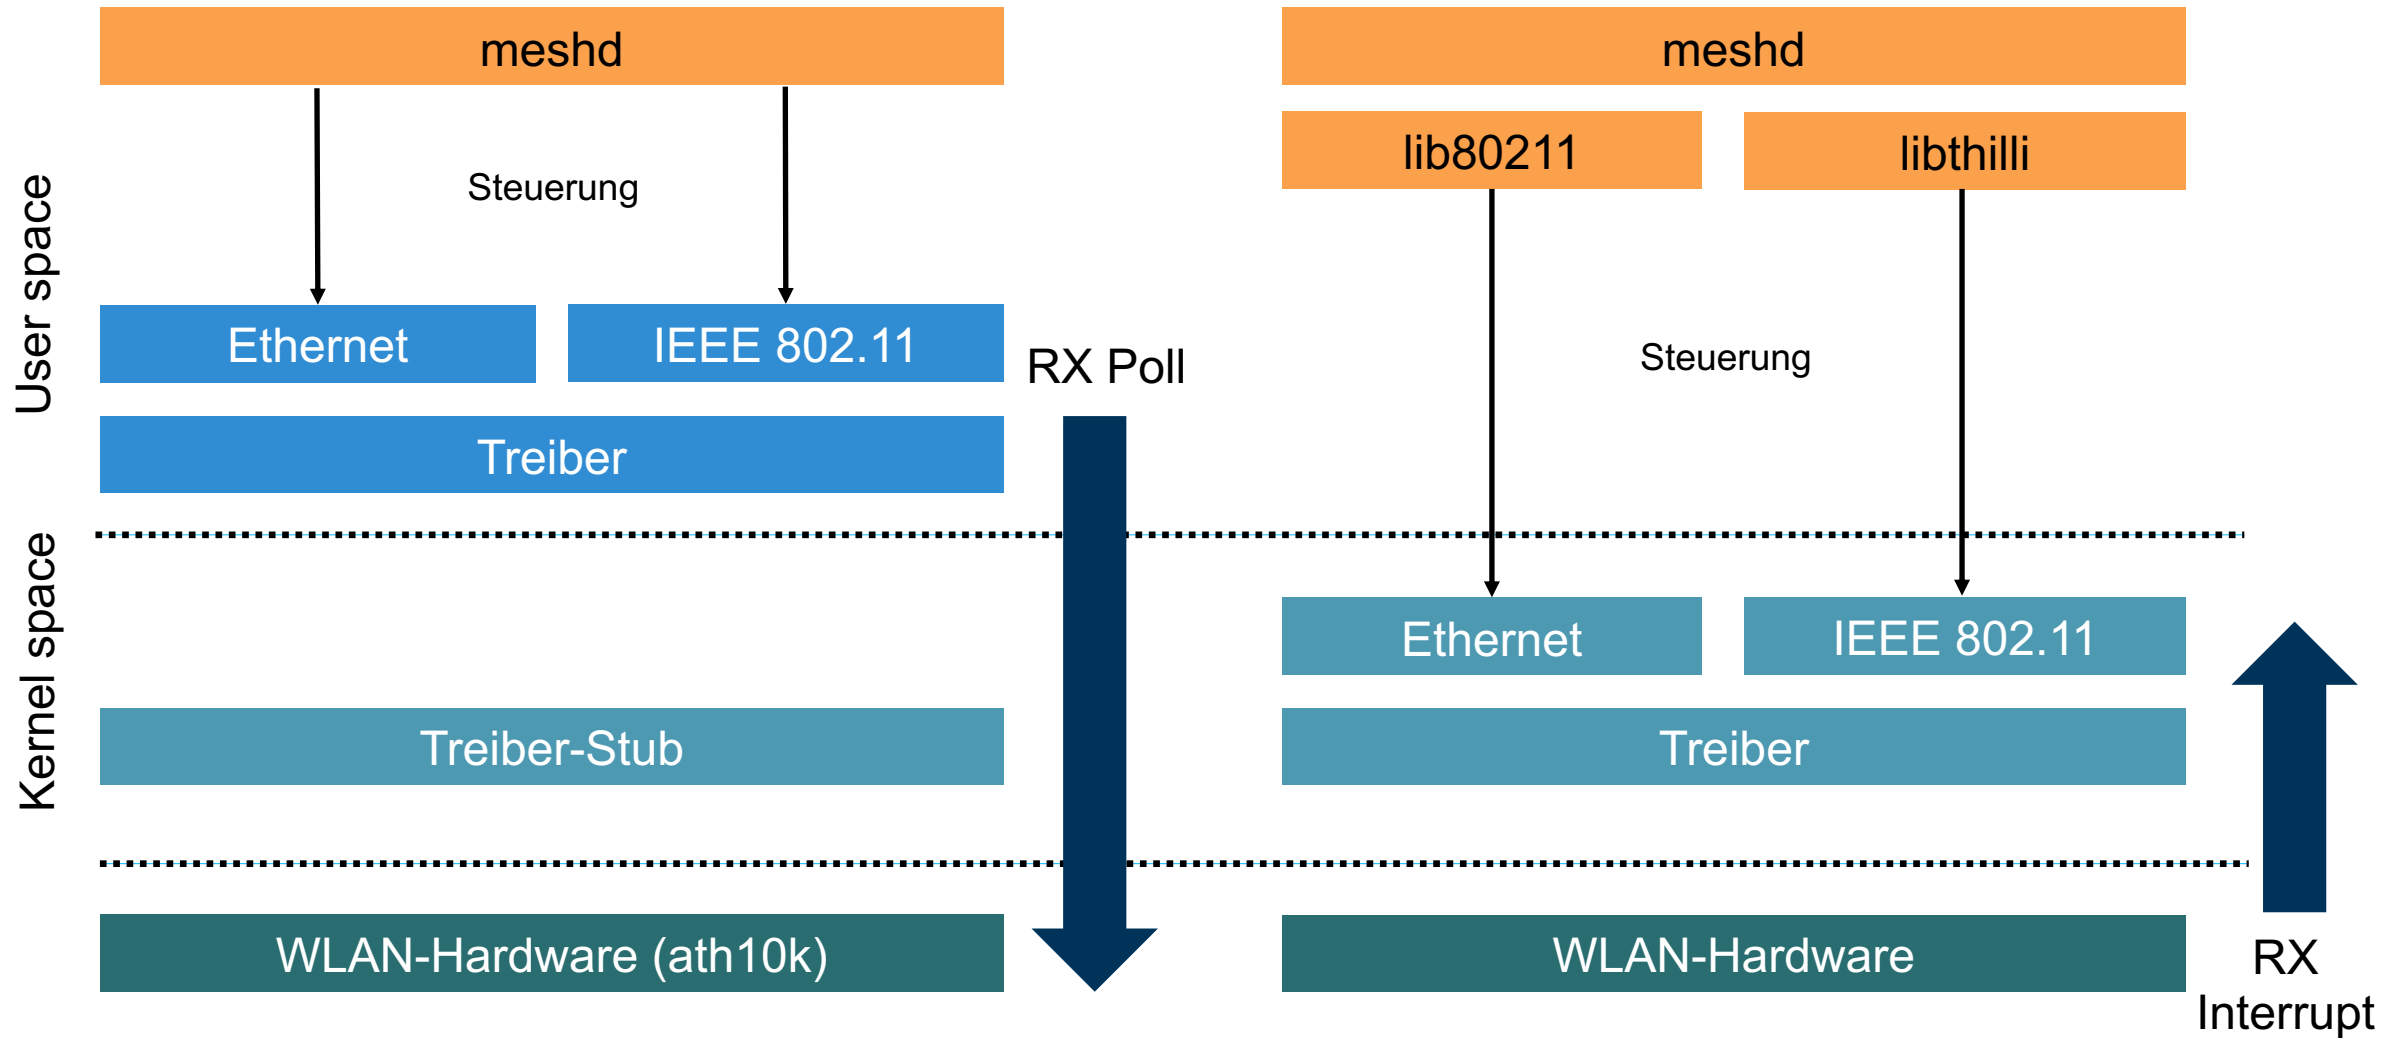 meshd
meshd
lib80211
libthilli
Steuerung
User space
Ethernet
IEEE 802.11
RX Poll
Steuerung
Treiber
Kernel space
Ethernet
IEEE 802.11
Treiber-Stub
Treiber
WLAN-Hardware (ath10k)
WLAN-Hardware
RX
Interrupt